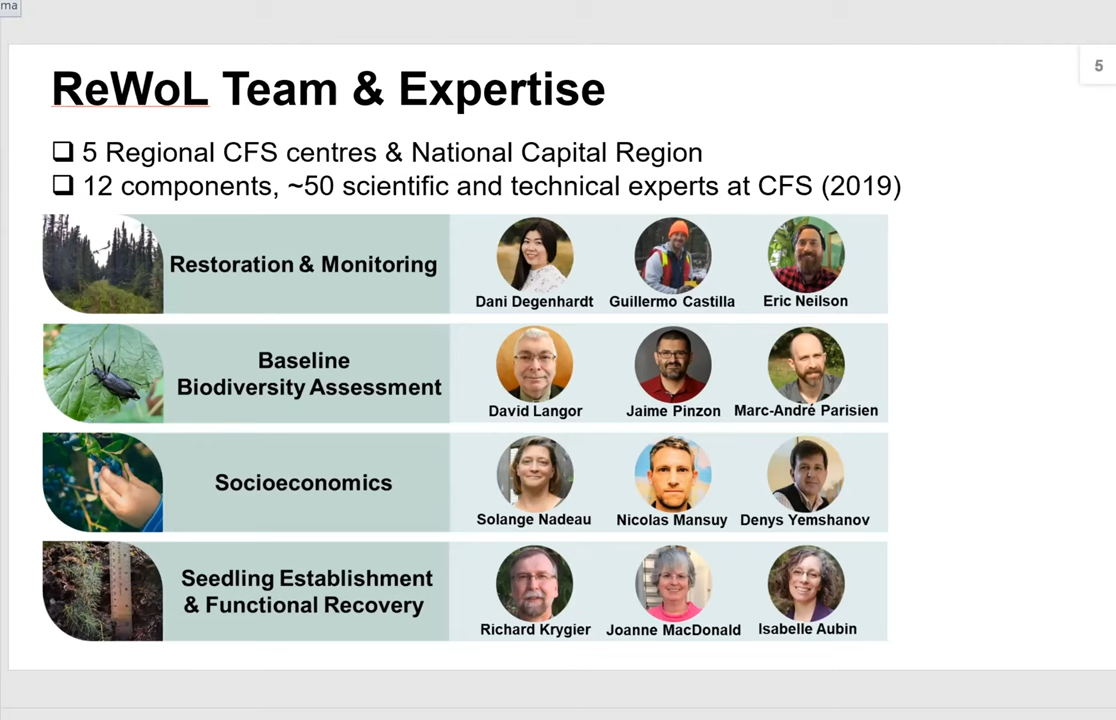 ma
5
ReWoL Team & Expertise
❑ 5 Regional CFS centres & National Capital Region
❑ 12 components, ~50 scientific and technical experts at CFS (2019)
Restoration & Monitoring
Dani Degenhardt Guillermo Castilla Eric Neilson
Baseline
Biodiversity Assessment
David Langor Jaime Pinzon Marc-André Parisien
Socioeconomics
Solange Nadeau Nicolas Mansuy Denys Yemshanov
Seedling Establishment
& Functional Recovery
Richard Krygier Joanne MacDonald Isabelle Aubin